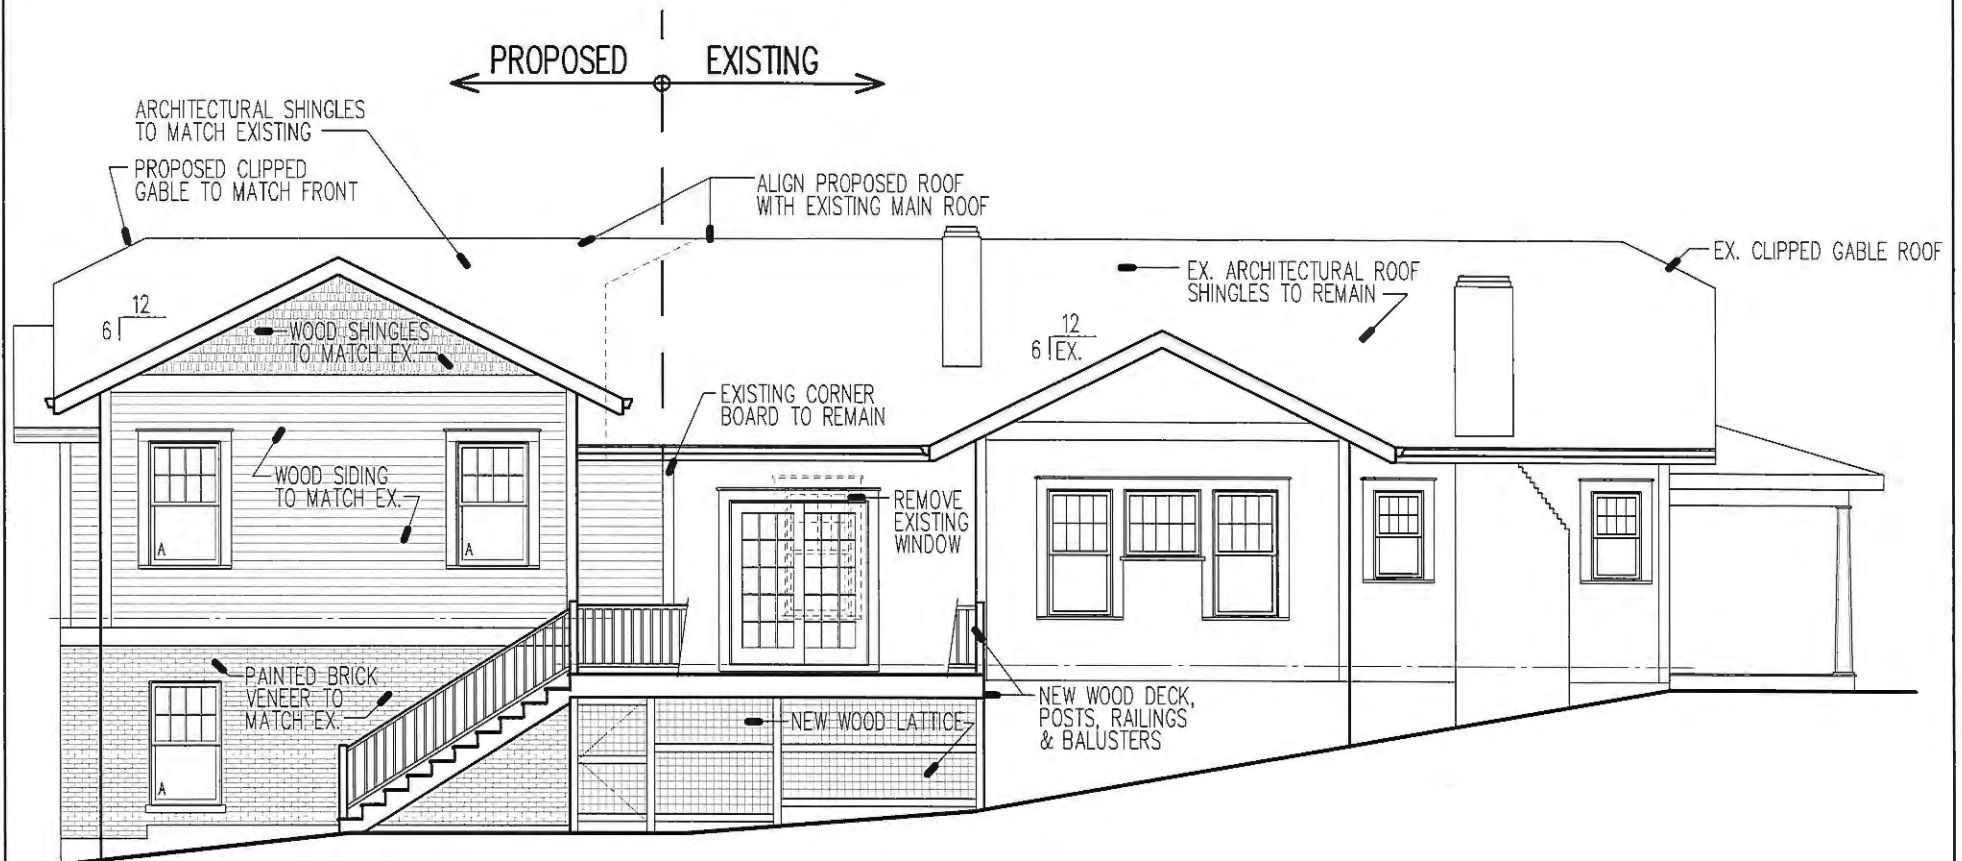 PROPOSED EXISTING
ARCHITECTURAL SHINGLES
TO MATCH EXISTING
PROPOSED CLIPPED
GABLE TO MATCH FRONT
ALIGN PROPOSED ROOF
WITH EXISTING MAIN ROOF
EX. CLIPPED GABLE ROOF
EX. ARCHITECTURAL ROOF
SHINGLES TO REMAIN
12
6
WOOD SHINGLES
TO MATCH EX.
12
6 EX.
EXISTING CORNER
BOARD TO REMAIN
WOOD SIDING
TO MATCH EX.
REMOVE
EXISTING
WINDOW
A
A
PAINTED BRICK
VENEER TO
MATCH EX.
NEW WOOD LATTICE
NEW WOOD DECK,
POSTS, RAILINGS
& BALUSTERS
A